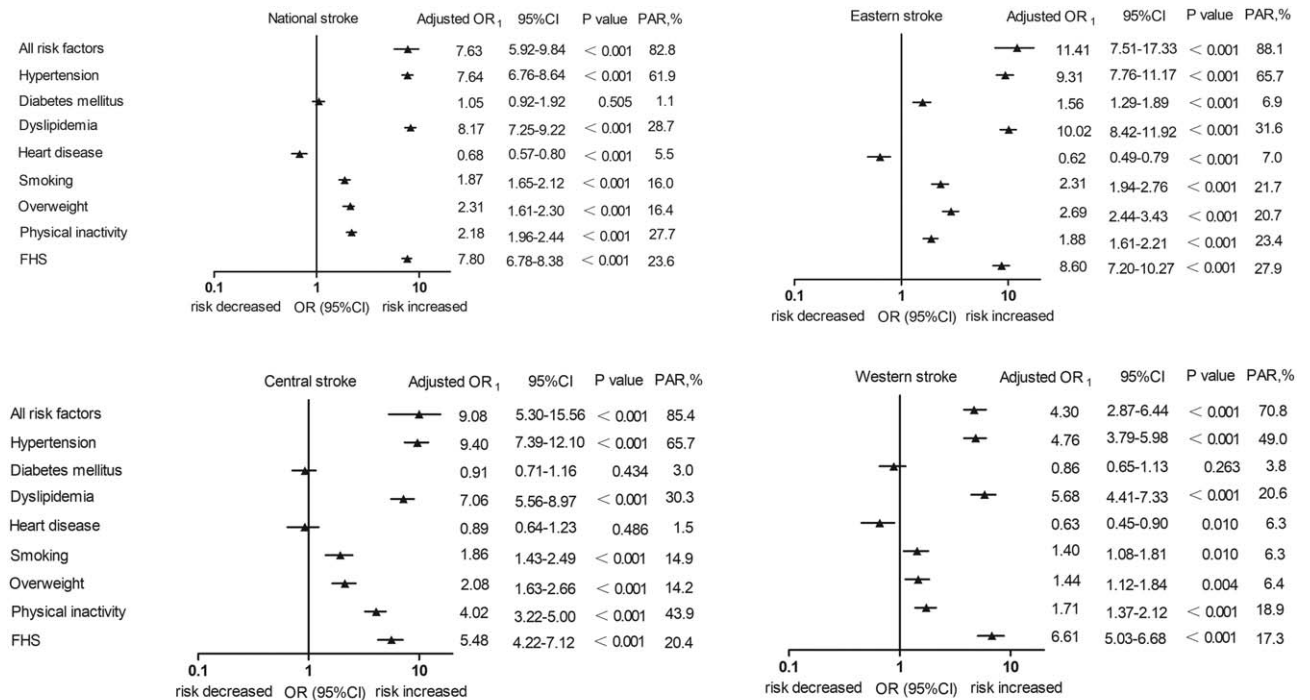 National stroke Adjusted OR1 95%CI P value PAR,%
All risk factors 7.63 5.92-9.84 < 0.001 82.8
Hypertension 7.64 6.76-8.64 < 0.001 61.9
Diabetes mellitus 1.05 0.92-1.92 0.505 1.1
Dyslipidemia 8.17 7.25-9.22 < 0.001 28.7
Heart disease 0.68 0.57-0.80 < 0.001 5.5
Smoking 1.87 1.65-2.12 < 0.001 16.0
Overweight 2.31 1.61-2.30 < 0.001 16.4
Physical inactivity 2.18 1.96-2.44 < 0.001 27.7
FHS 7.80 6.78-8.38 < 0.001 23.6
0.1 1 10
risk decreased OR (95%CI) risk increased
Eastern stroke Adjusted OR1 95%CI P value PAR,%
11.41 7.51-17.33 < 0.001 88.1
9.31 7.76-11.17 < 0.001 65.7
1.56 1.29-1.89 < 0.001 6.9
10.02 8.42-11.92 < 0.001 31.6
0.62 0.49-0.79 < 0.001 7.0
2.31 1.94-2.76 < 0.001 21.7
2.69 2.44-3.43 < 0.001 20.7
1.88 1.61-2.21 < 0.001 23.4
8.60 7.20-10.27 < 0.001 27.9
0.1 1 10
risk decreased OR (95%CI) risk increased
Central stroke Adjusted OR1 95%CI P value PAR,%
All risk factors 9.08 5.30-15.56 < 0.001 85.4
Hypertension 9.40 7.39-12.10 < 0.001 65.7
Diabetes mellitus 0.91 0.71-1.16 0.434 3.0
Dyslipidemia 7.06 5.56-8.97 < 0.001 30.3
Heart disease 0.89 0.64-1.23 0.486 1.5
Smoking 1.86 1.43-2.49 < 0.001 14.9
Overweight 2.08 1.63-2.66 < 0.001 14.2
Physical inactivity 4.02 3.22-5.00 < 0.001 43.9
FHS 5.48 4.22-7.12 < 0.001 20.4
0.1 1 10
risk decreased OR (95%CI) risk increased
Western stroke Adjusted OR1 95%CI P value PAR,%
4.30 2.87-6.44 < 0.001 70.8
4.76 3.79-5.98 < 0.001 49.0
0.86 0.65-1.13 0.263 3.8
5.68 4.41-7.33 < 0.001 20.6
0.63 0.45-0.90 0.010 6.3
1.40 1.08-1.81 0.010 6.3
1.44 1.12-1.84 0.004 6.4
1.71 1.37-2.12 < 0.001 18.9
6.61 5.03-6.68 < 0.001 17.3
0.1 1 10
risk decreased OR (95%CI) risk increased